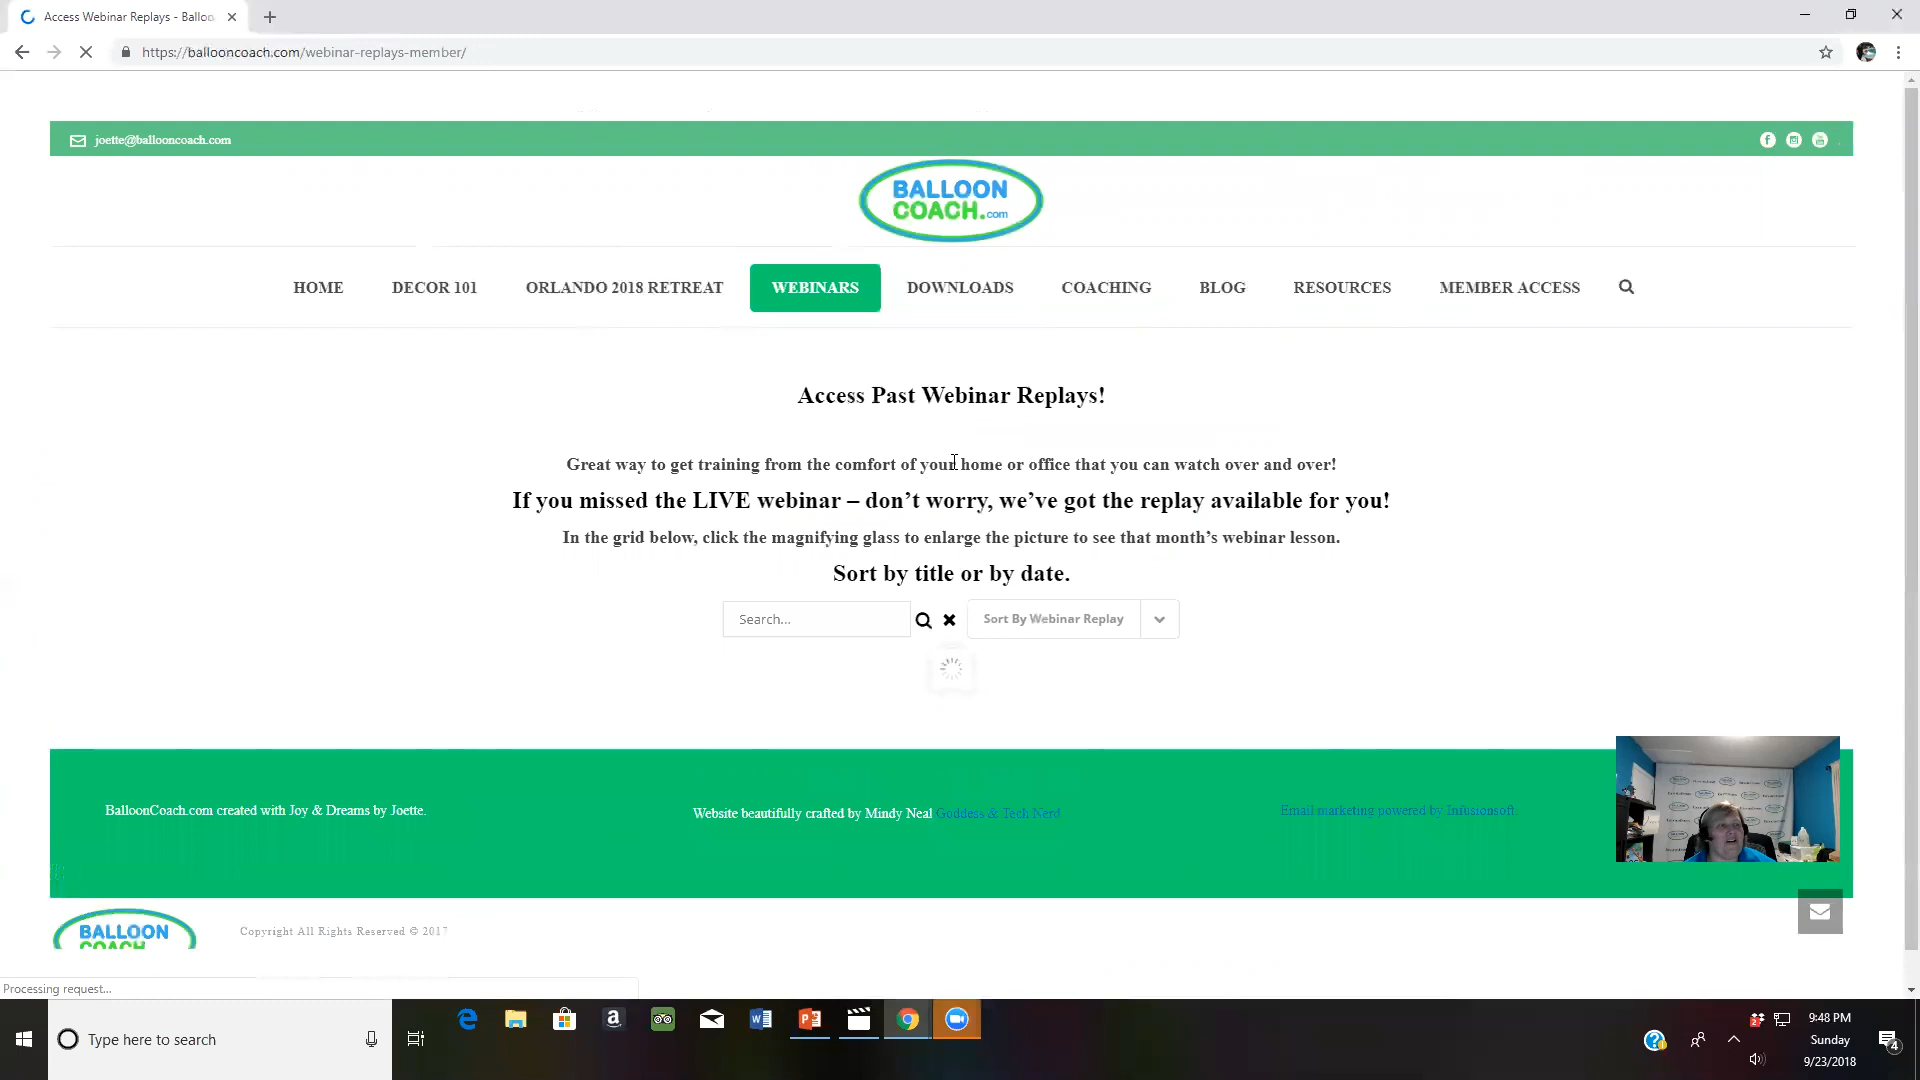 Access Webinar Replays - Balloo
https://ballooncoach.com/webinar-replays-member/
joette@ballooncoach.com
BALLOON
COACH.com
HOME DECOR 101 ORLANDO 2018 RETREAT WEBINARS DOWNLOADS COACHING BLOG RESOURCES MEMBER ACCESS
Access Past Webinar Replays!
Great way to get training from the comfort of your home or office that you can watch over and over!
If you missed the LIVE webinar – don’t worry, we’ve got the replay available for you!
In the grid below, click the magnifying glass to enlarge the picture to see that month’s webinar lesson.
Sort by title or by date.
Search... Sort By Webinar Replay
BalloonCoach.com created with Joy & Dreams by Joette. Website beautifully crafted by Mindy Neal Goddess & Tech Nerd Email marketing powered by Infusionsoft.
BALLOON
COACH
Copyright All Rights Reserved © 2017
Processing request...
Type here to search
9:48 PM
Sunday
9/23/2018
4